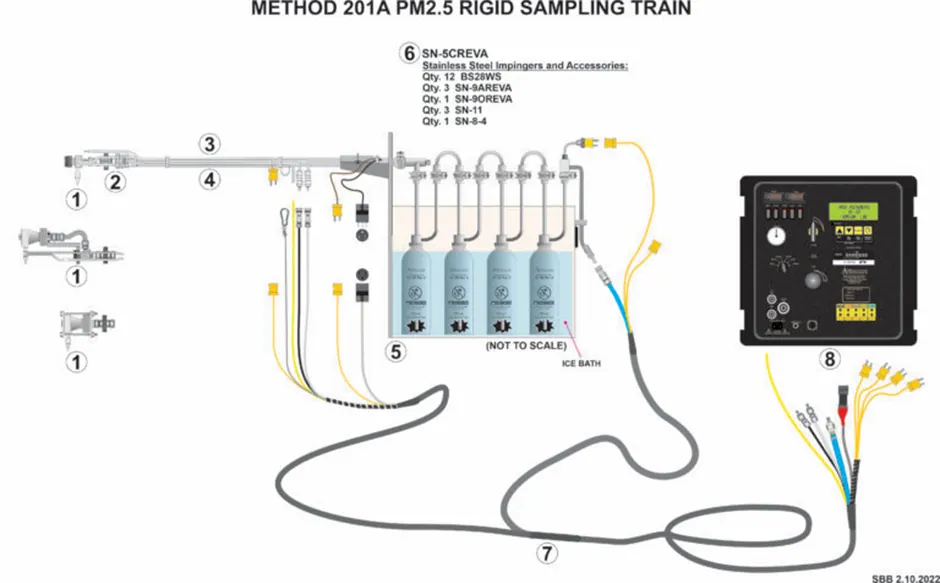 METHOD 201A PM2.5 RIGID SAMPLING TRAIN
6 SN-5CREVA
Stainless Steel Impingers and Accessories:
Qty. 12 BS28WS
Qty. 3 SN-9AREVA
Qty. 1 SN-9OREVA
Qty. 3 SN-11
Qty. 1 SN-8-4
3
1
2
4
1
1
5
(NOT TO SCALE)
ICE BATH
8
7
SBB 2.10.2022